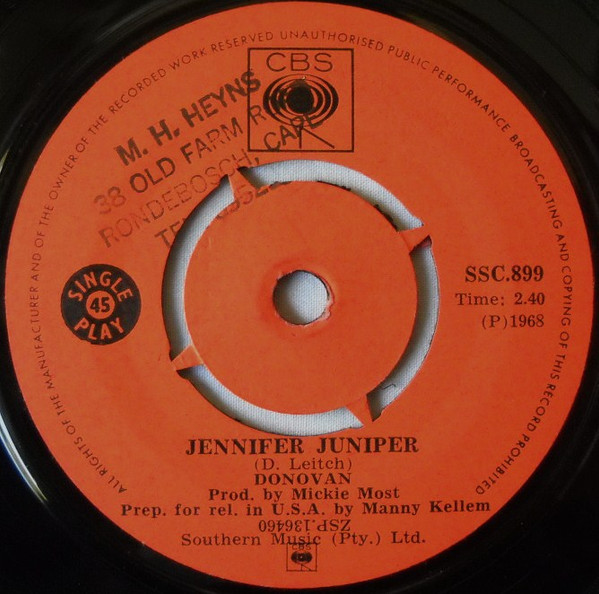 ALL RIGHTS OF THE MANUFACTURER AND OF THE OWNER OF THE RECORDED WORK RESERVED UNAUTHORISED PUBLIC PERFORMANCE BROADCASTING AND COPYING OF THIS RECORD PROHIBITED
CBS
M. H. HEYNS
38 OLD FARM
RONDEBOSCH, CAPE
SINGLE
45
PLAY
SSC.899
Time: 2.40
(P)1968
JENNIFER JUNIPER
(D. Leitch)
DONOVAN
Prod. by Mickie Most
Prep. for rel. in U.S.A. by Manny Kellem
ZSP.136460
Southern Music (Pty.) Ltd.
CBS